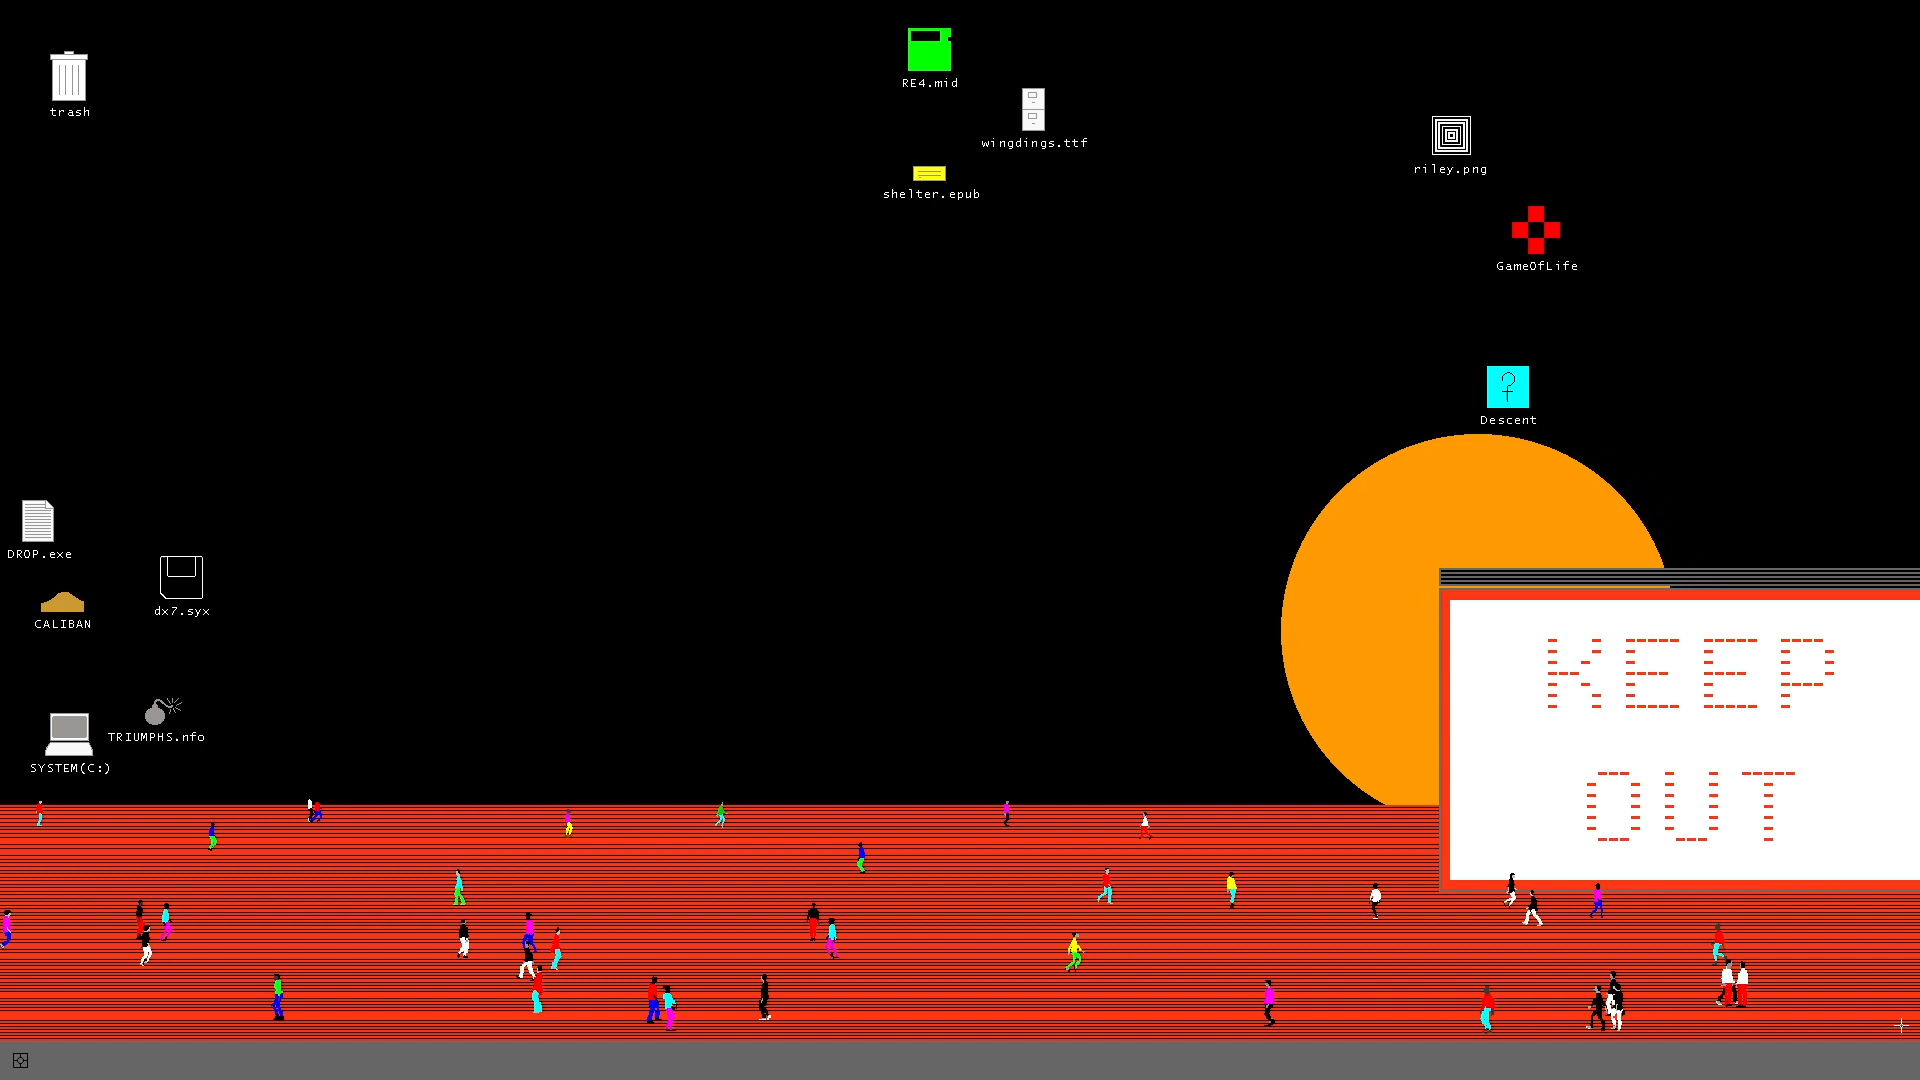 trash
RE4.mid
wingdings.ttf
shelter.epub
riley.png
GameOfLife
Descent
DROP.exe
dx7.syx
CALIBAN
TRIUMPHS.nfo
SYSTEM(C:)
KEEP
OUT